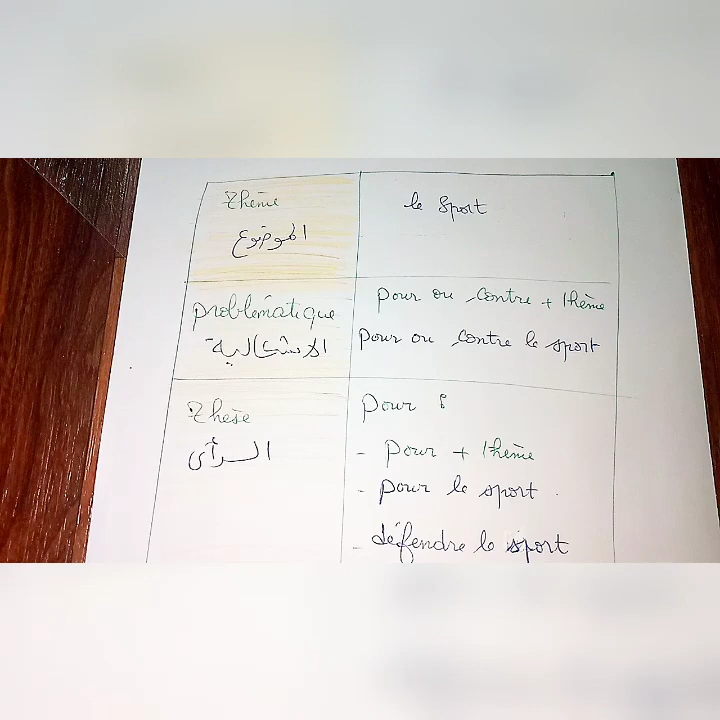 Thème
الموضوع
le Sport
problématique
الاشكالية
pour ou contre + thème
pour ou contre le sport
Thèse
الرأي
Pour :
- pour + thème
- pour le sport.
- défendre le sport